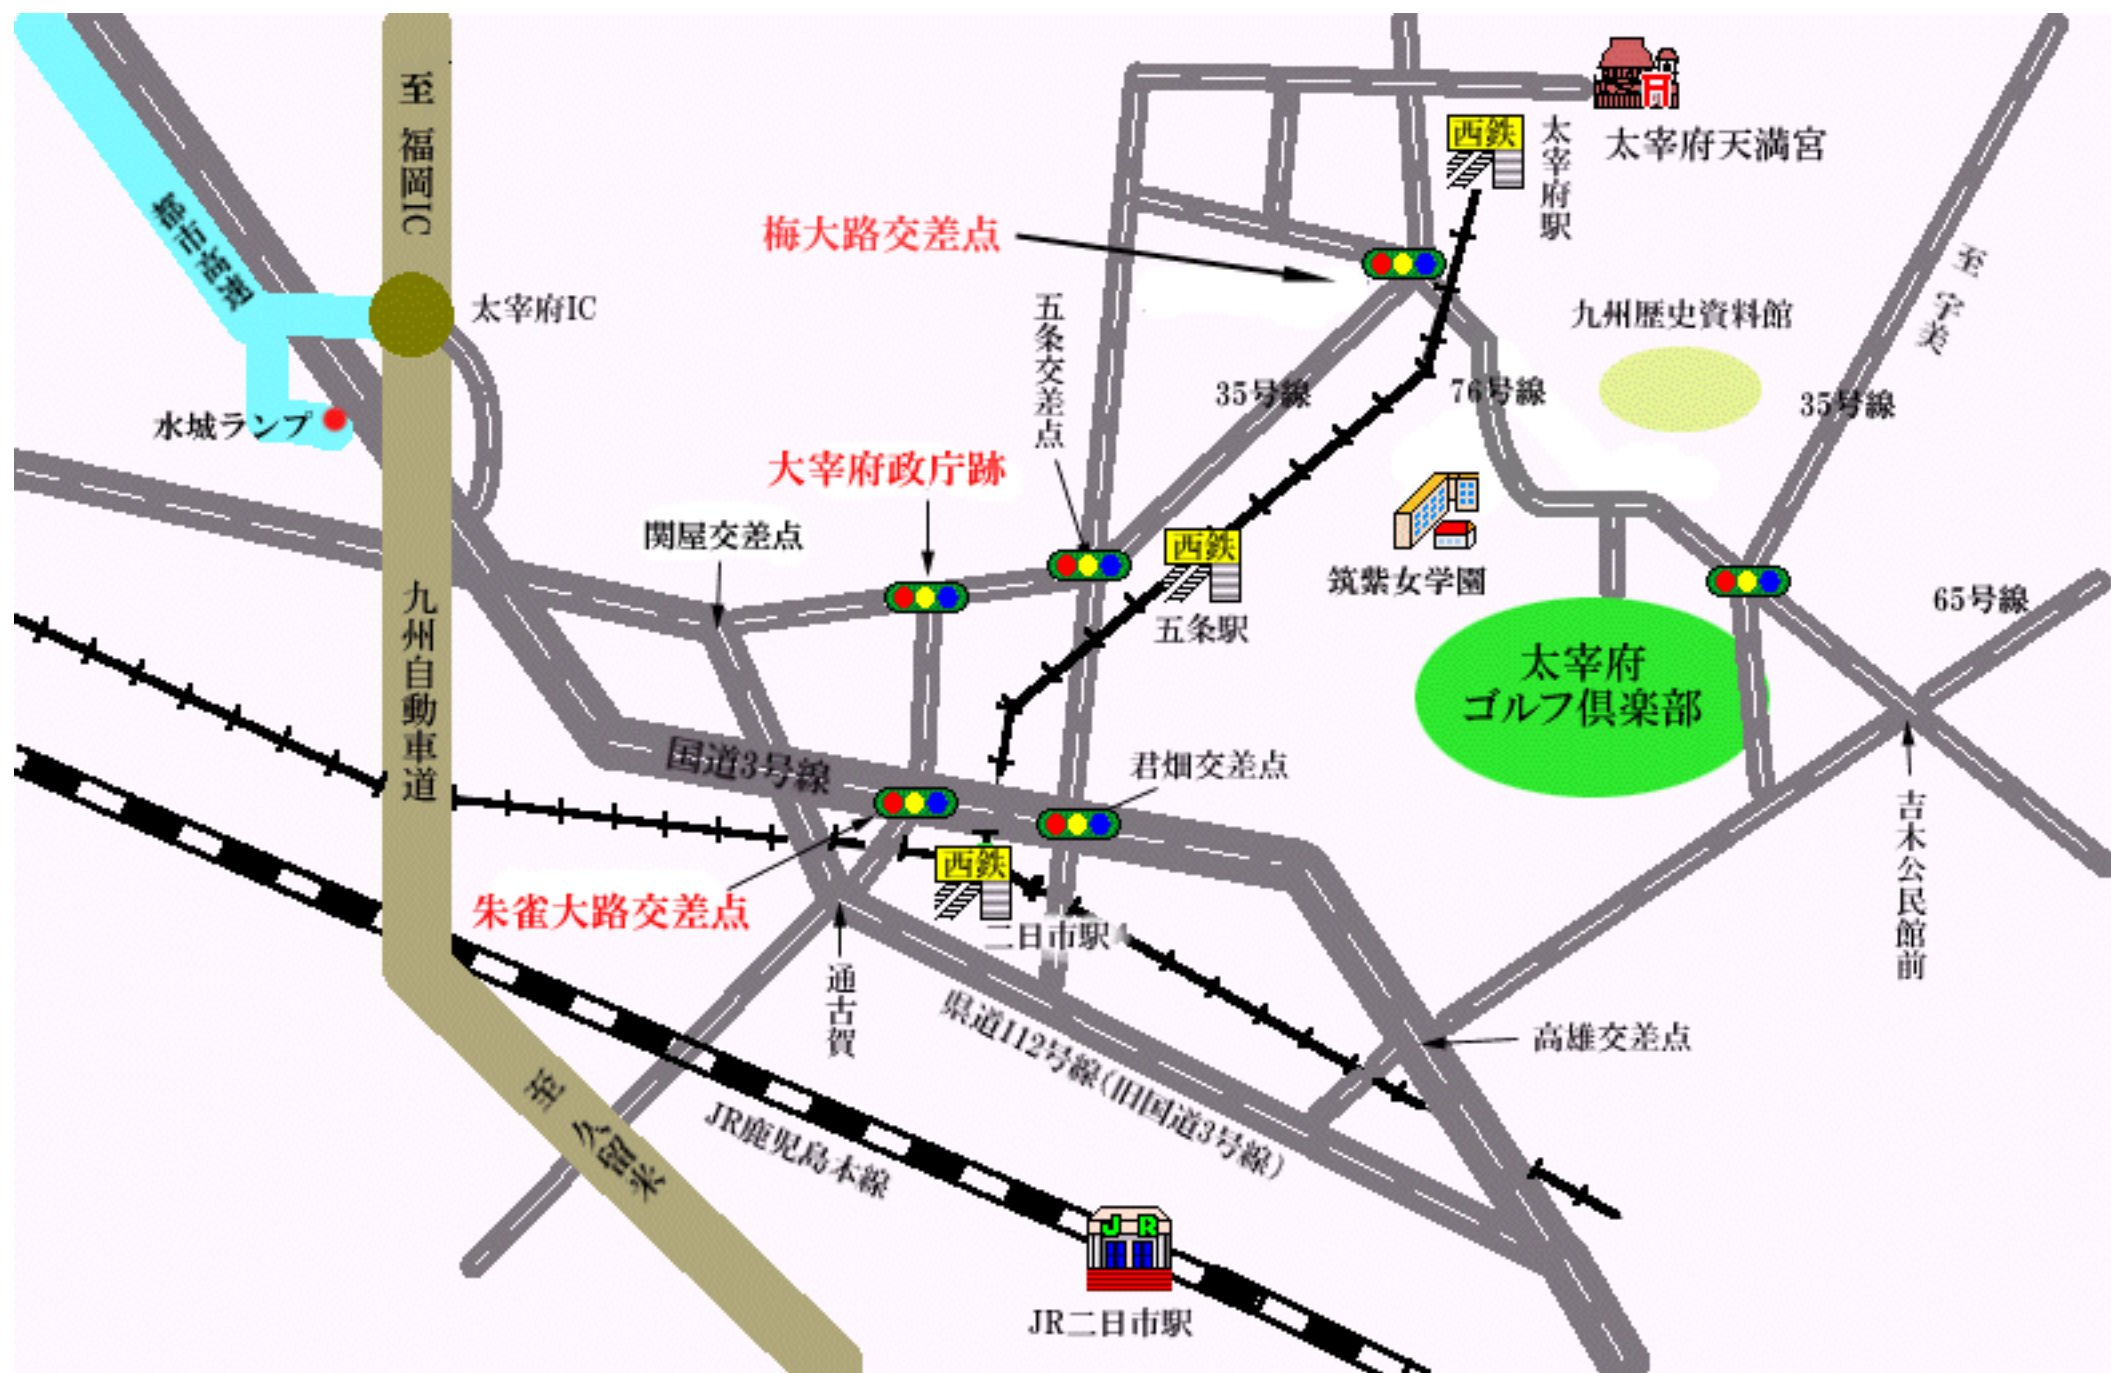 至 福岡IC
都市高速
太宰府IC
水城ランプ
九州自動車道
至 久留米
西鉄
太宰府駅
太宰府天満宮
梅大路交差点
五条交差点
35号線
76号線
九州歴史資料館
至 宇美
35号線
大宰府政庁跡
関屋交差点
西鉄
五条駅
筑紫女学園
太宰府
ゴルフ倶楽部
65号線
国道3号線
君畑交差点
朱雀大路交差点
西鉄
二日市駅
通古賀
県道112号線(旧国道3号線)
高雄交差点
吉木公民館前
JR鹿児島本線
JR
JR二日市駅